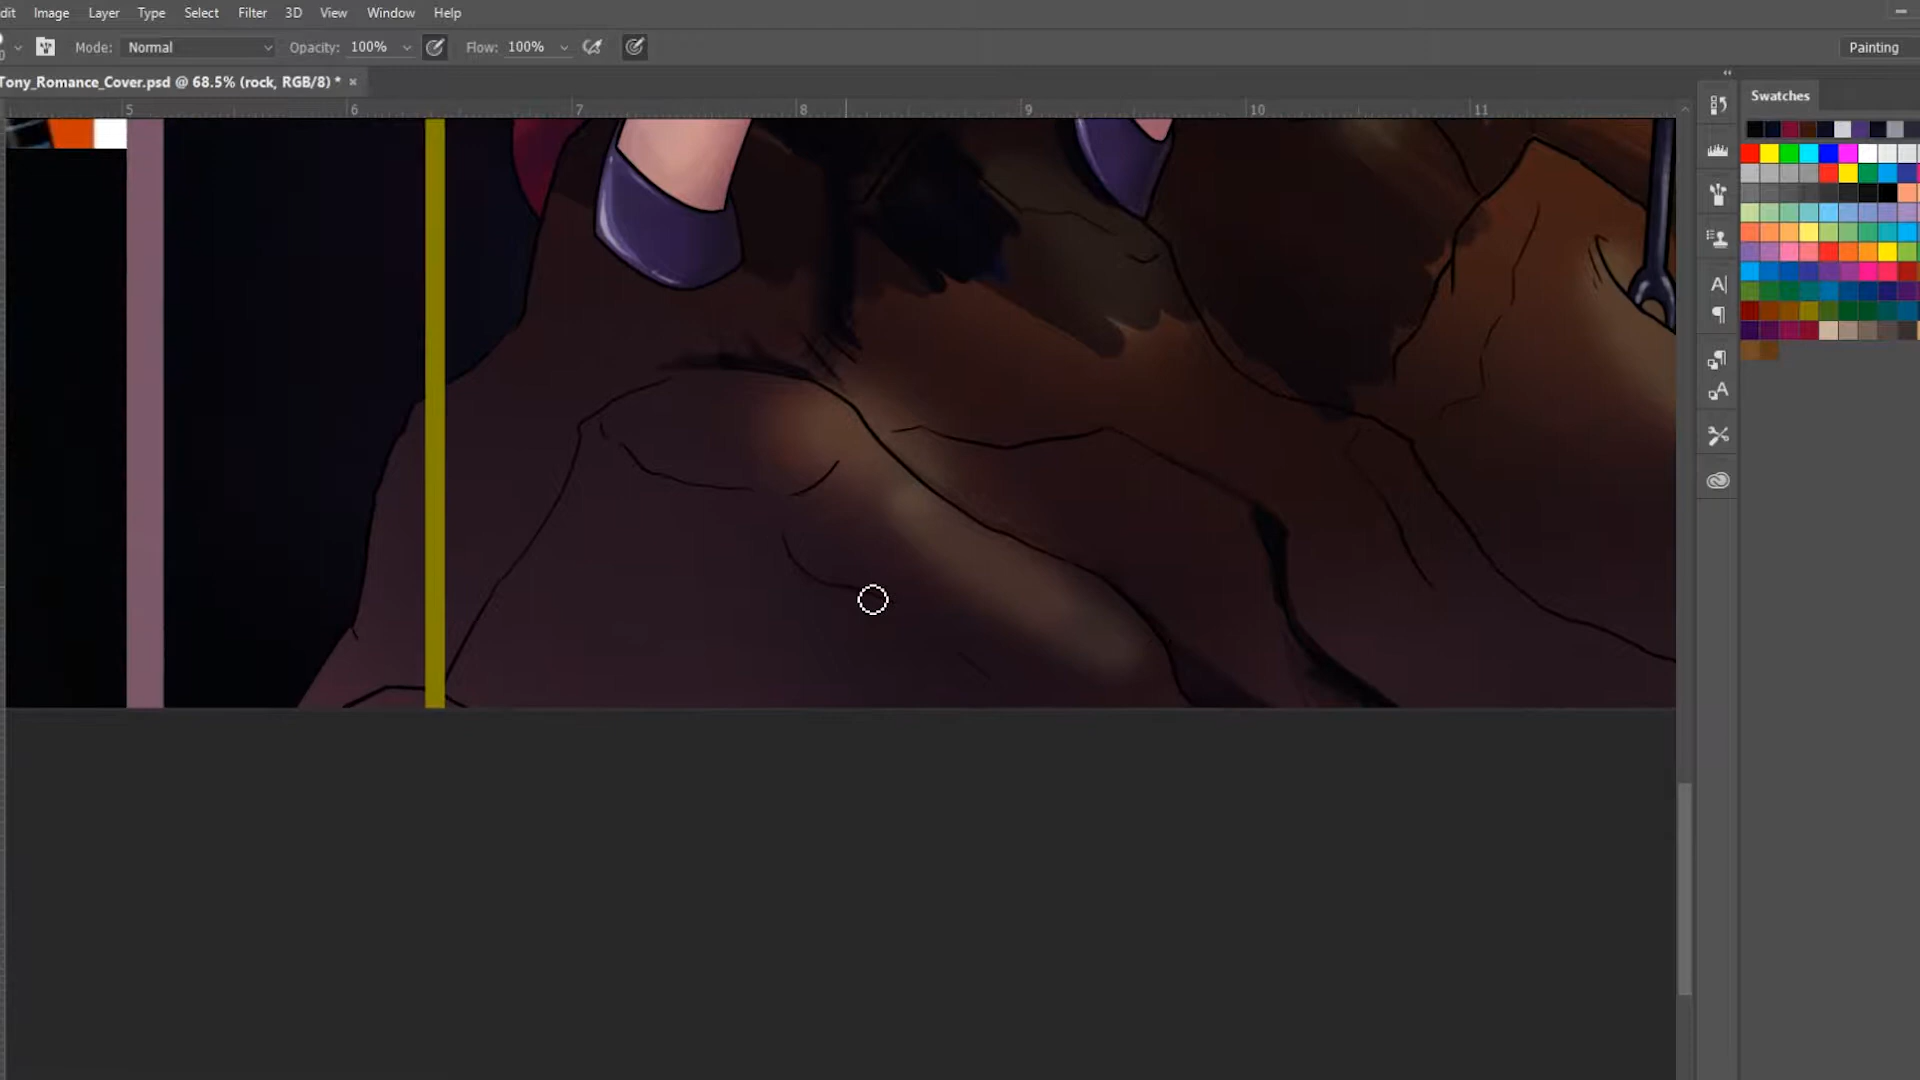 dit Image Layer Type Select Filter 3D View Window Help
0 Mode: Normal Opacity: 100% Flow: 100% Painting
Tony_Romance_Cover.psd @ 68.5% (rock, RGB/8) * ×
Swatches
5 6 7 8 9 10 11